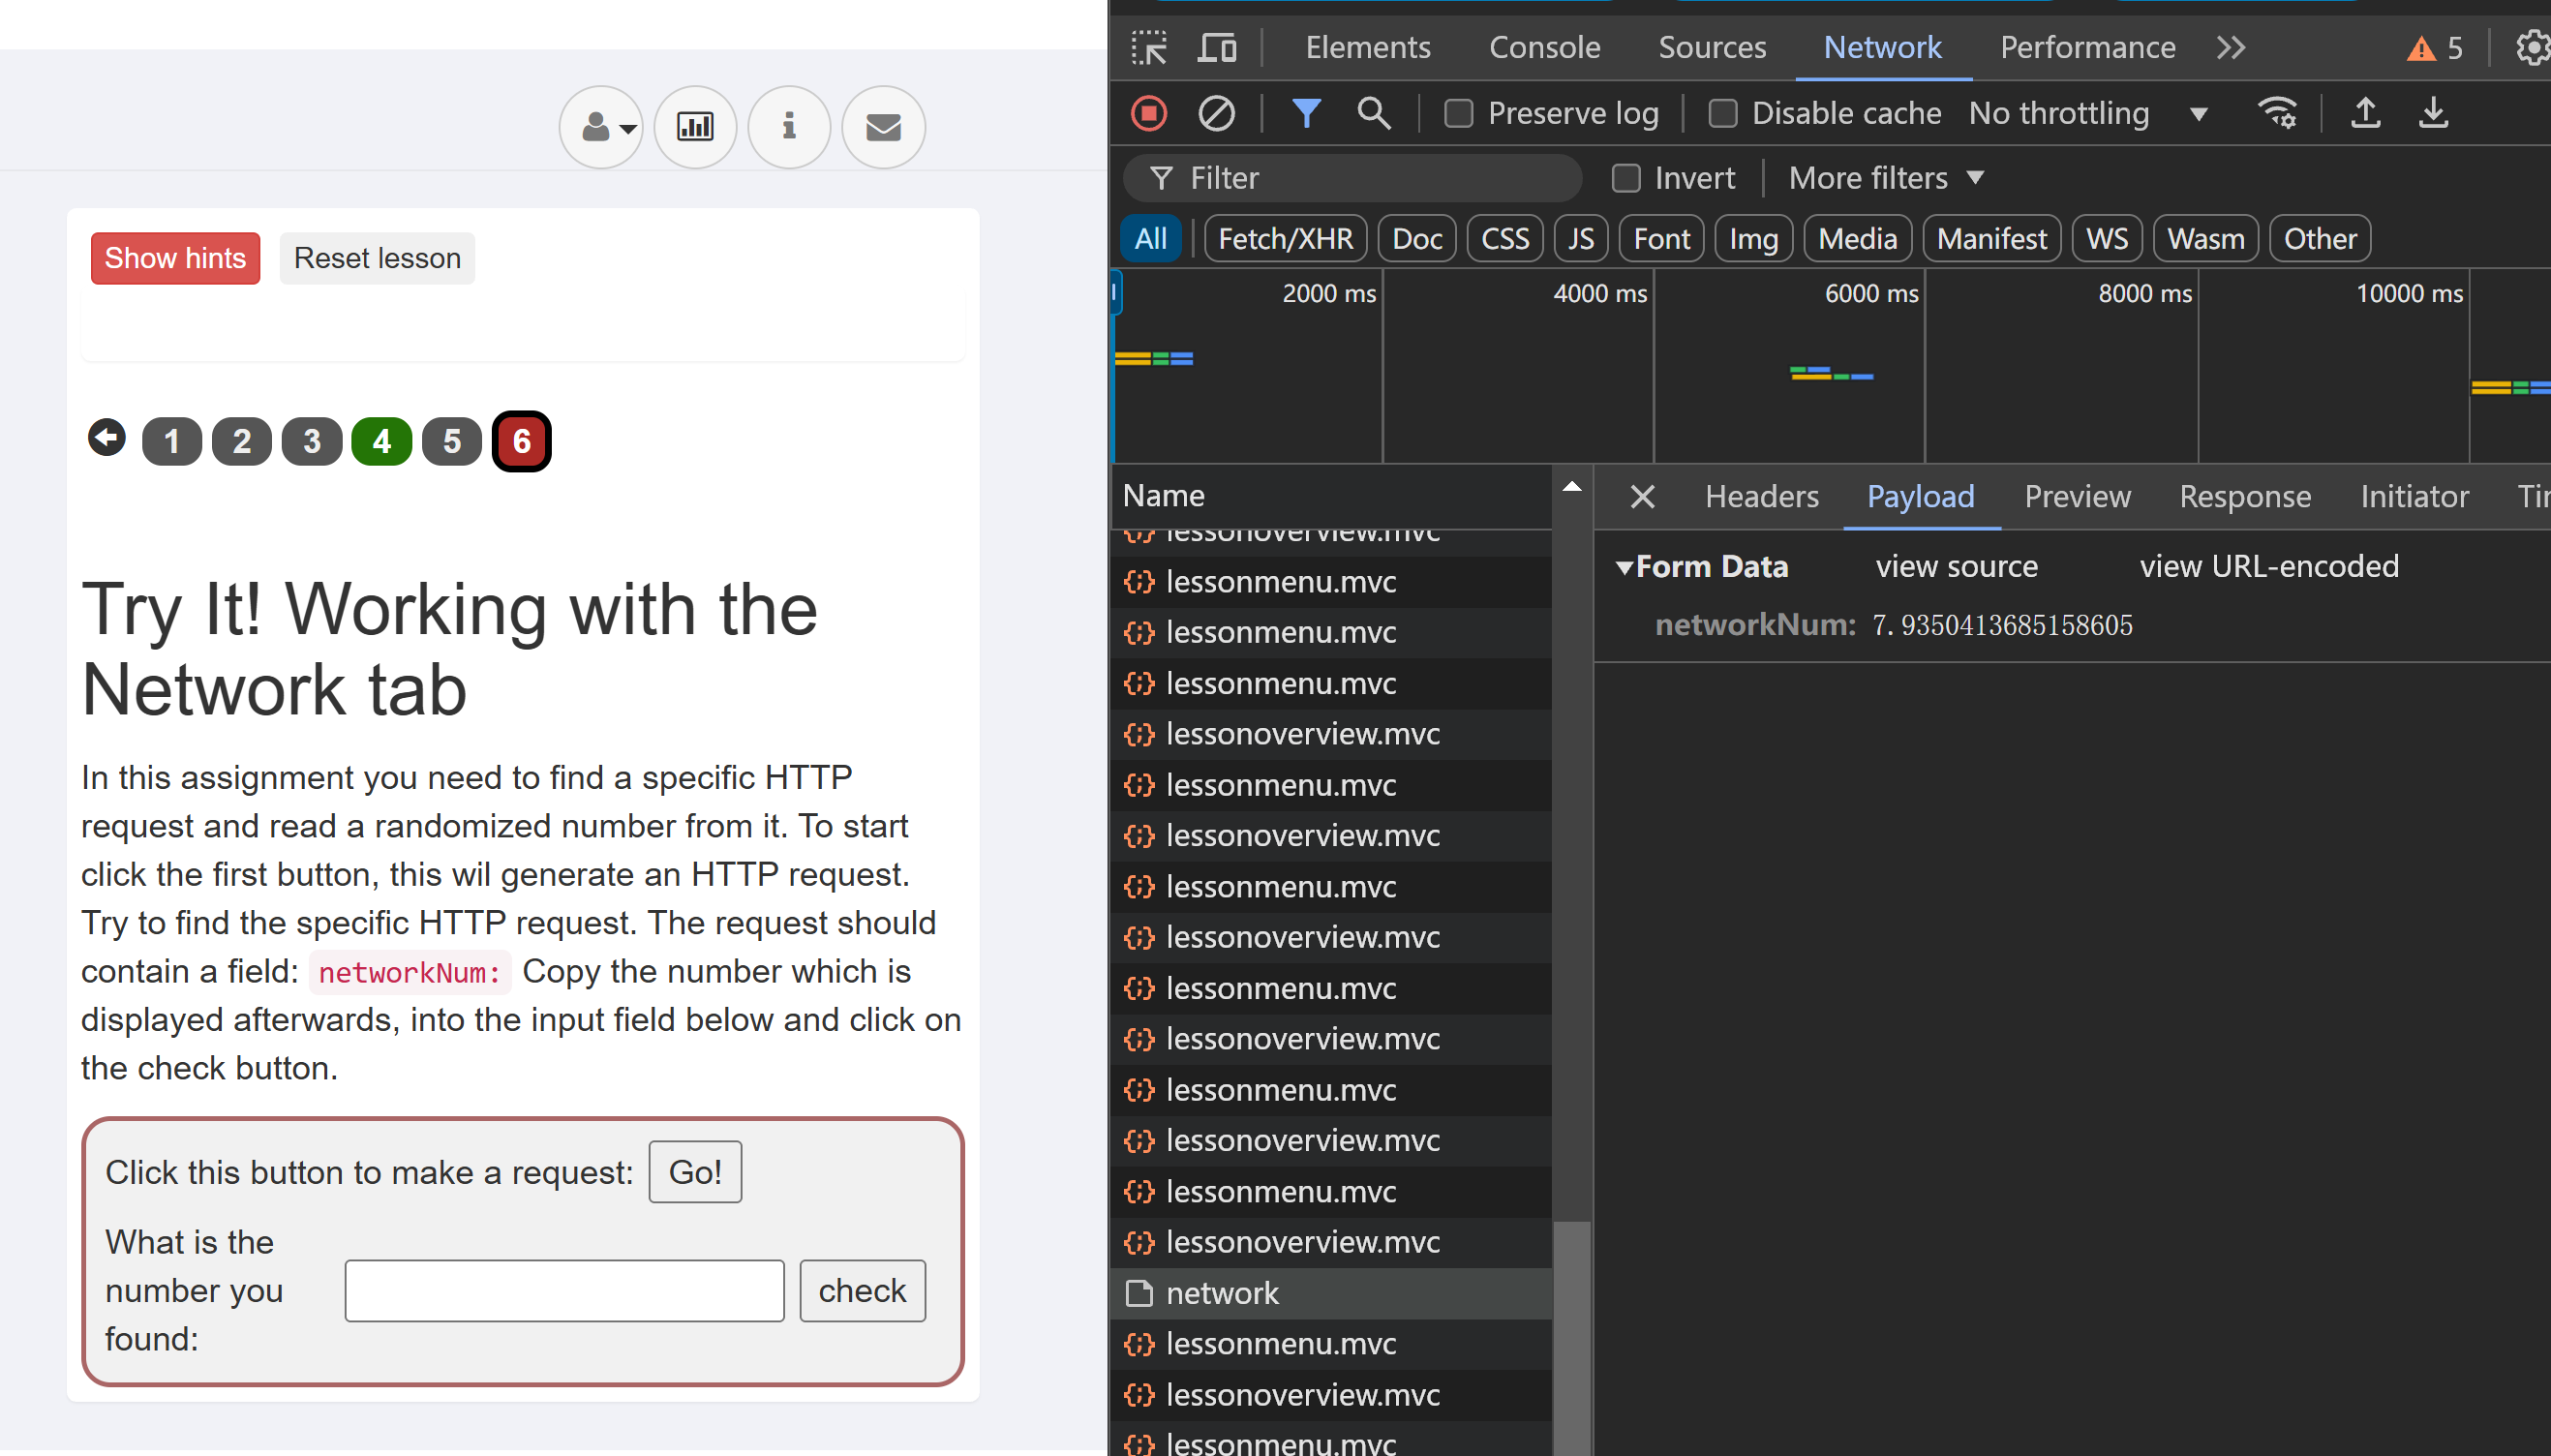 Show hints Reset lesson
1 2 3 4 5 6
Try It! Working with the
Network tab
In this assignment you need to find a specific HTTP
request and read a randomized number from it. To start
click the first button, this wil generate an HTTP request.
Try to find the specific HTTP request. The request should
contain a field: networkNum: Copy the number which is
displayed afterwards, into the input field below and click on
the check button.
Click this button to make a request: Go!
What is the
number you
found:
check
Elements Console Sources Network Performance 5
Preserve log Disable cache No throttling
Filter Invert More filters
All Fetch/XHR Doc CSS JS Font Img Media Manifest WS Wasm Other
2000 ms 4000 ms 6000 ms 8000 ms 10000 ms
Name
lessonoverview.mvc
lessonmenu.mvc
lessonmenu.mvc
lessonmenu.mvc
lessonoverview.mvc
lessonmenu.mvc
lessonoverview.mvc
lessonmenu.mvc
lessonoverview.mvc
lessonmenu.mvc
lessonoverview.mvc
lessonmenu.mvc
lessonoverview.mvc
lessonmenu.mvc
lessonoverview.mvc
network
lessonmenu.mvc
lessonoverview.mvc
lessonmenu.mvc
Headers Payload Preview Response Initiator
Form Data view source view URL-encoded
networkNum: 7.9350413685158605